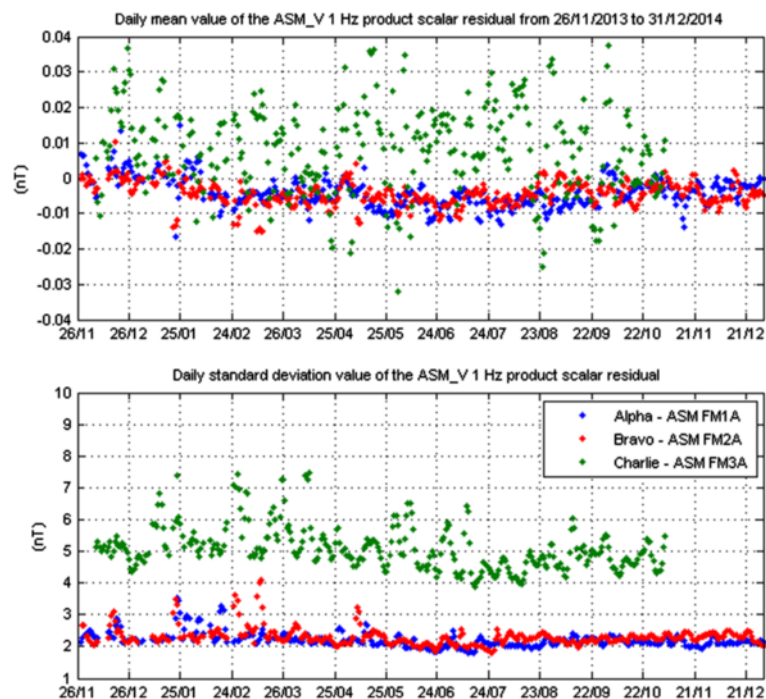 Daily mean value of the ASM_V 1 Hz product scalar residual from 26/11/2013 to 31/12/2014
0.04
0.03
0.02
0.01
0
-0.01
-0.02
-0.03
-0.04
(nT)
26/11 26/12 25/01 24/02 26/03 25/04 25/05 24/06 24/07 23/08 22/09 22/10 21/11 21/12
Daily standard deviation value of the ASM_V 1 Hz product scalar residual
10
9
8
7
6
5
4
3
2
1
(nT)
Alpha - ASM FM1A
Bravo - ASM FM2A
Charlie - ASM FM3A
26/11 26/12 25/01 24/02 26/03 25/04 25/05 24/06 24/07 23/08 22/09 22/10 21/11 21/12